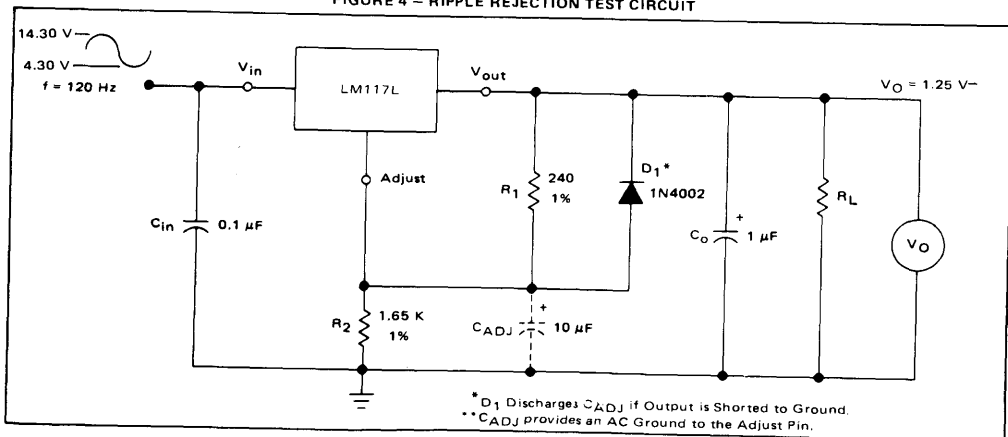 FIGURE 4 – RIPPLE REJECTION TEST CIRCUIT
14.30 V
4.30 V
f = 120 Hz
Vin
LM117L
Vout
VO = 1.25 V
Adjust
R1
240
1%
D1*
1N4002
Cin
0.1 µF
Co
+
1 µF
RL
VO
R2
1.65 K
1%
CADJ
+
10 µF
*D1 Discharges CADJ if Output is Shorted to Ground.
**CADJ provides an AC Ground to the Adjust Pin.